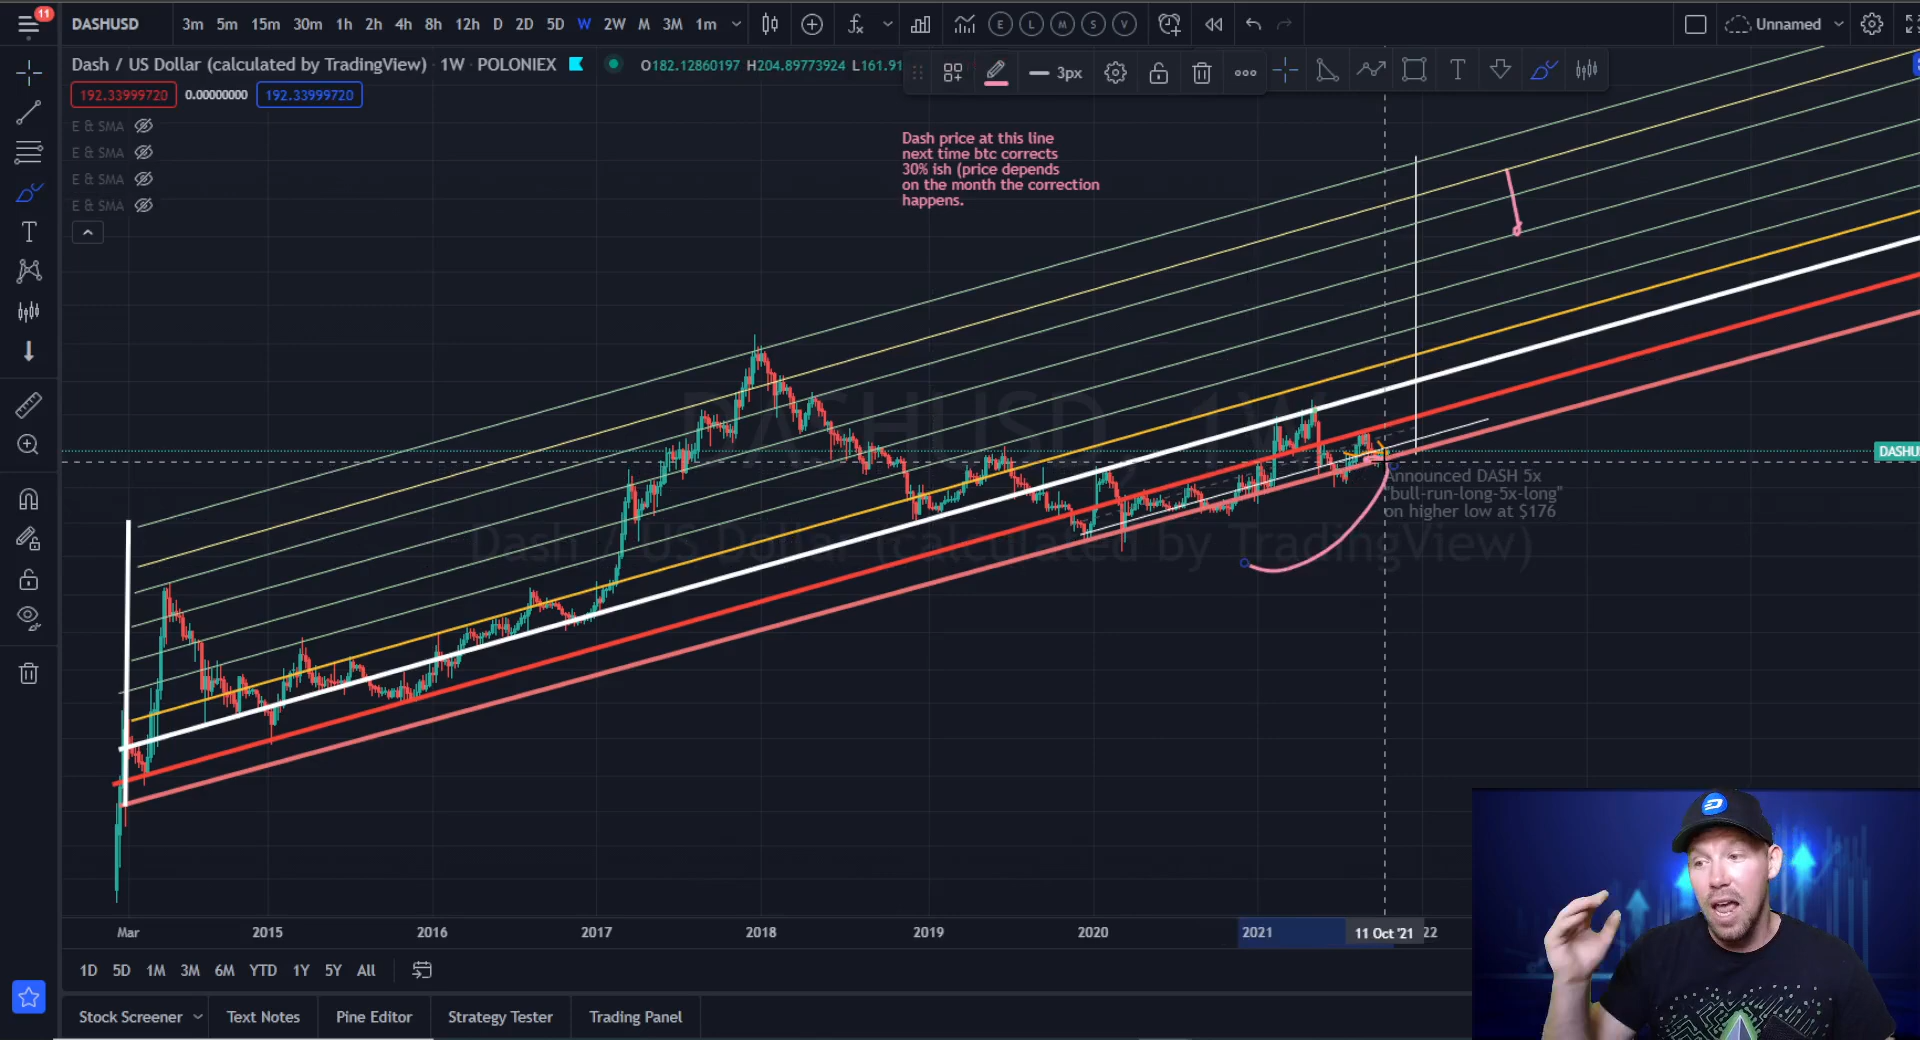 11
DASHUSD 3m 5m 15m 30m 1h 2h 4h 8h 12h D 2D 5D W 2W M 3M 1m E L M S V Unnamed
Dash / US Dollar (calculated by TradingView) 1W POLONIEX O182.12860197 H204.89773924 L161.91 3px
192.33999720 0.00000000 192.33999720
E & SMA
E & SMA
E & SMA
E & SMA
Dash price at this line
next time btc corrects
30% ish (price depends
on the month the correction
happens.
DASHUSD, 1W
DASHU
Announced DASH 5x
"bull-run-long-5x-long"
on higher low at $176
Dash / US Dollar (calculated by TradingView)
Mar 2015 2016 2017 2018 2019 2020 2021 11 Oct '21 22
1D 5D 1M 3M 6M YTD 1Y 5Y All
Stock Screener Text Notes Pine Editor Strategy Tester Trading Panel